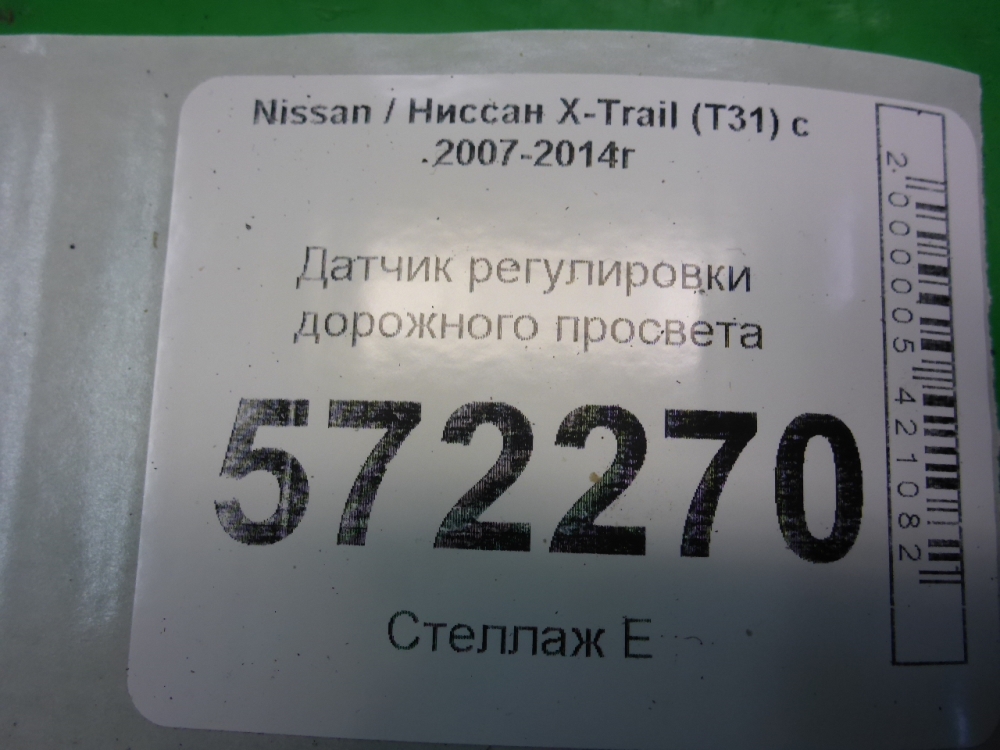 Nissan / Ниссан X-Trail (T31) с
.2007-2014г
Датчик регулировки
дорожного просвета
572270
Стеллаж Е
2000005421082